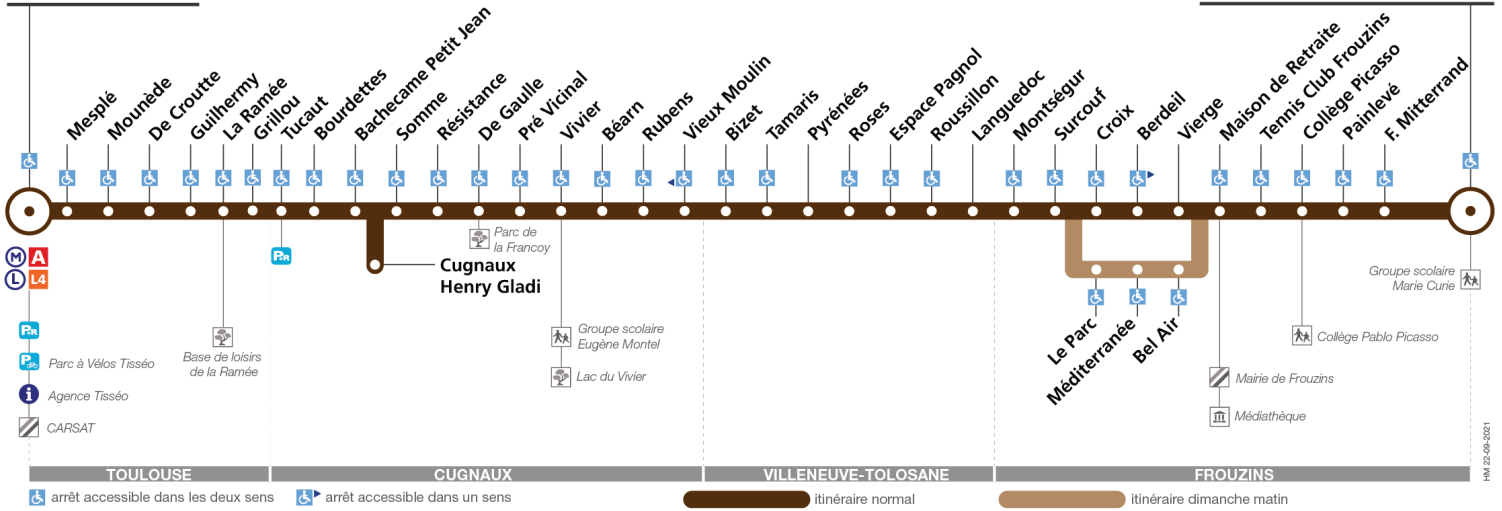 Mesplé
Mounède
De Croutte
Guilhermy
La Ramée
Grillou
Tucaut
Bourdettes
Bachecame Petit Jean
Somme
Résistance
De Gaulle
Pré Vicinal
Vivier
Béarn
Rubens
Vieux Moulin
Bizet
Tamaris
Pyrénées
Roses
Espace Pagnol
Roussillon
Languedoc
Montségur
Surcouf
Croix
Berdeil
Vierge
Maison de Retraite
Tennis Club Frouzins
Collège Picasso
Painlevé
F. Mitterrand
M A
L L4
P+R
Parc de
la Francoy
Cugnaux
Henry Gladi
Groupe scolaire
Marie Curie
P+R
P
Parc à Vélos Tisséo
i
Agence Tisséo
CARSAT
Base de loisirs
de la Ramée
Groupe scolaire
Eugène Montel
Lac du Vivier
Le Parc
Méditerranée
Bel Air
Collège Pablo Picasso
Mairie de Frouzins
Médiathèque
TOULOUSE
CUGNAUX
VILLENEUVE-TOLOSANE
FROUZINS
arrêt accessible dans les deux sens
arrêt accessible dans un sens
itinéraire normal
itinéraire dimanche matin
HM 22-09-2021